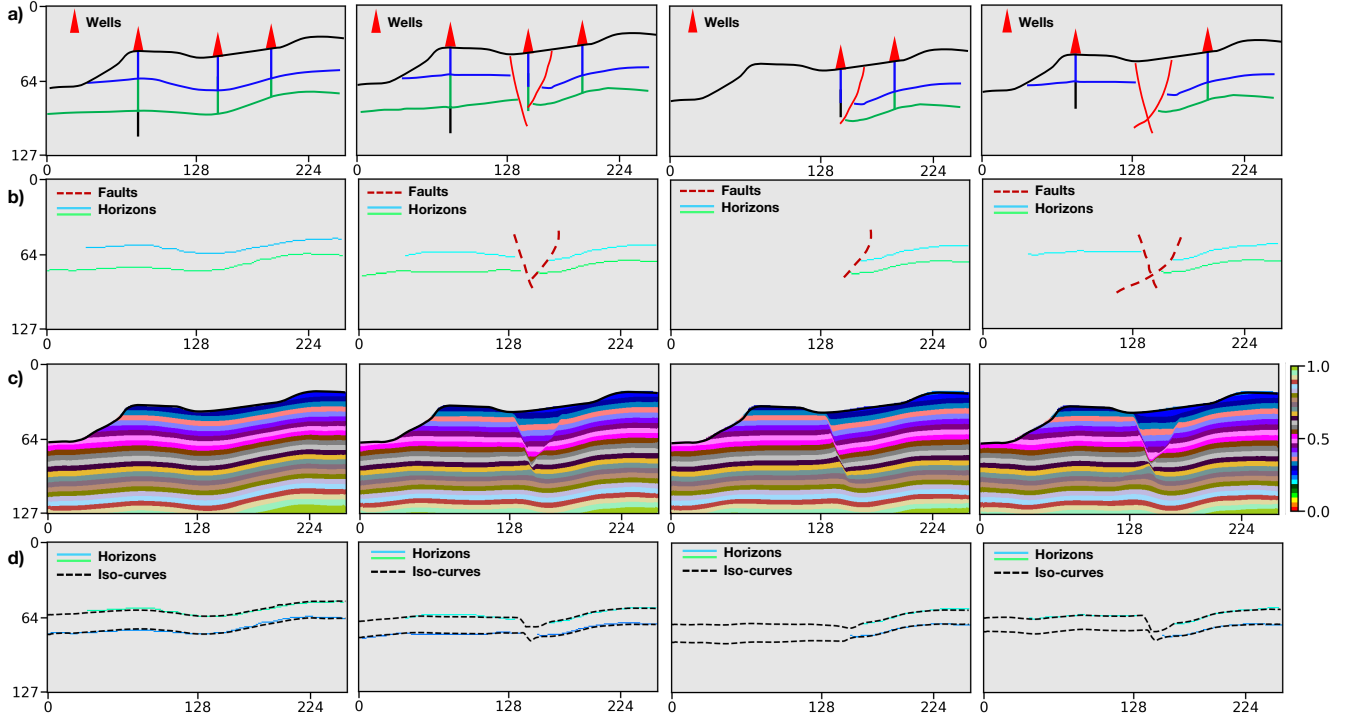 a)
0
64
127
Wells
Wells
Wells
Wells
0 128 224
0 128 224
0 128 224
0 128 224
b)
0
64
127
Faults
Horizons
Faults
Horizons
Faults
Horizons
Faults
Horizons
0 128 224
0 128 224
0 128 224
0 128 224
c)
0
64
127
1.0
0.5
0.0
0 128 224
0 128 224
0 128 224
0 128 224
d)
0
64
127
Horizons
Iso-curves
Horizons
Iso-curves
Horizons
Iso-curves
Horizons
Iso-curves
0 128 224
0 128 224
0 128 224
0 128 224